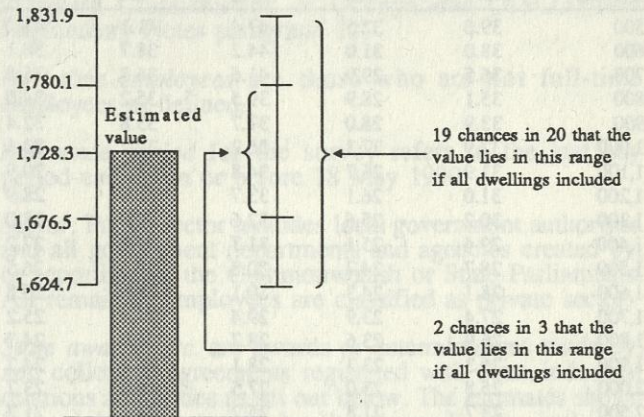 1,831.9
1,780.1
Estimated
value
1,728.3
1,676.5
1,624.7
19 chances in 20 that the
value lies in this range
if all dwellings included
2 chances in 3 that the
value lies in this range
if all dwellings included